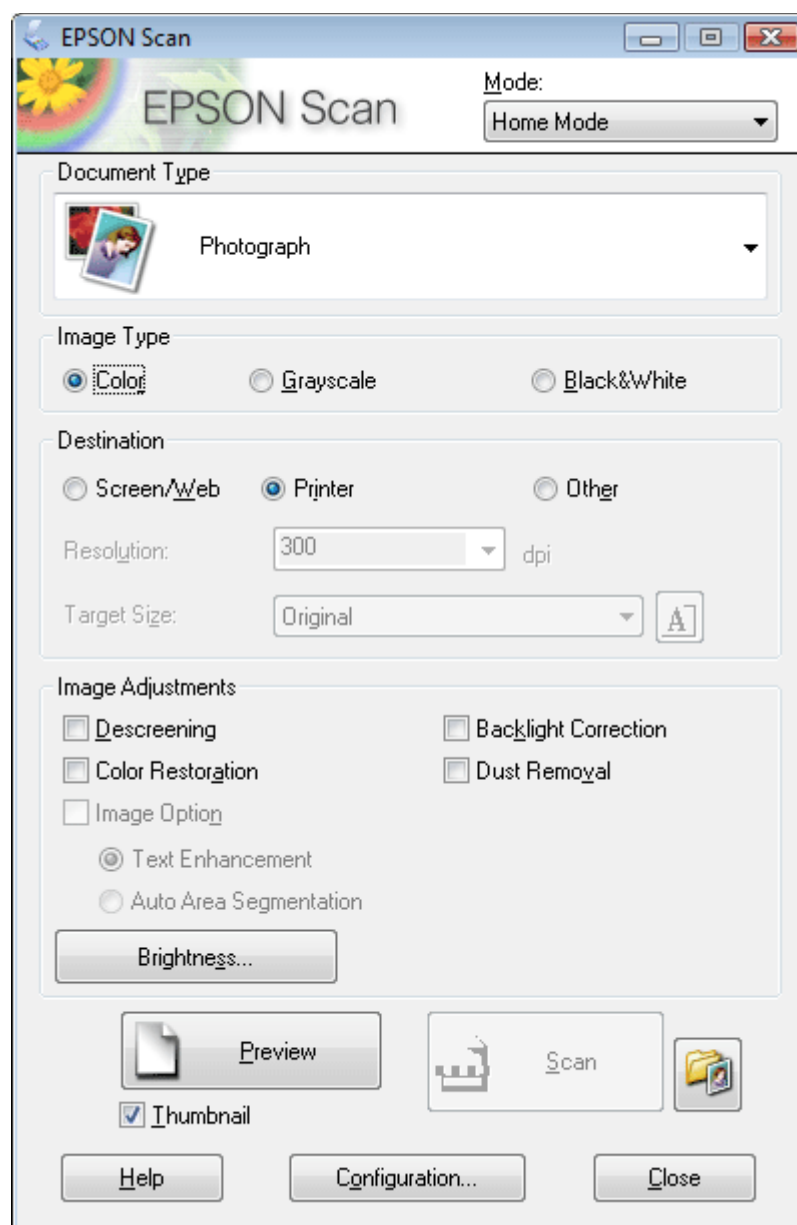 EPSON Scan
EPSON Scan
Mode:
Home Mode
Document Type
Photograph
Image Type
Color Grayscale Black&White
Destination
Screen/Web Printer Other
Resolution: 300 dpi
Target Size: Original A
Image Adjustments
Descreening Backlight Correction
Color Restoration Dust Removal
Image Option
Text Enhancement
Auto Area Segmentation
Brightness...
Preview Scan
Thumbnail
Help Configuration... Close